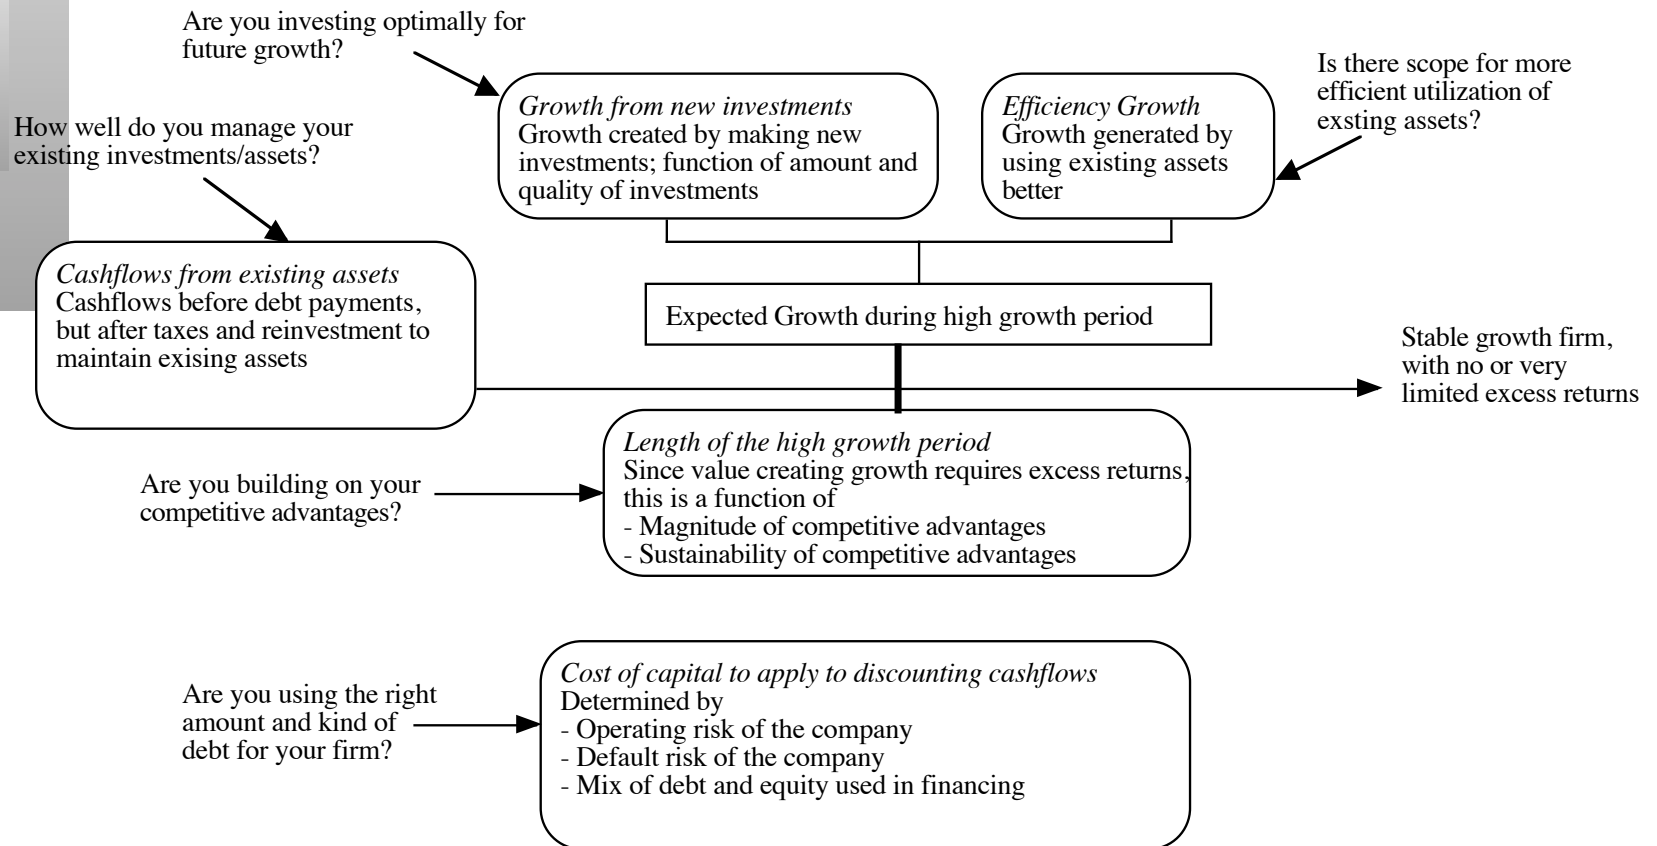 Are you investing optimally for
future growth?
Is there scope for more
efficient utilization of
exsting assets?
Growth from new investments
Growth created by making new
investments; function of amount and
quality of investments
Efficiency Growth
Growth generated by
using existing assets
better
How well do you manage your
existing investments/assets?
Cashflows from existing assets
Cashflows before debt payments,
but after taxes and reinvestment to
maintain exising assets
Expected Growth during high growth period
Stable growth firm,
with no or very
limited excess returns
Length of the high growth period
Since value creating growth requires excess returns,
this is a function of
- Magnitude of competitive advantages
- Sustainability of competitive advantages
Are you building on your
competitive advantages?
Cost of capital to apply to discounting cashflows
Determined by
- Operating risk of the company
- Default risk of the company
- Mix of debt and equity used in financing
Are you using the right
amount and kind of
debt for your firm?